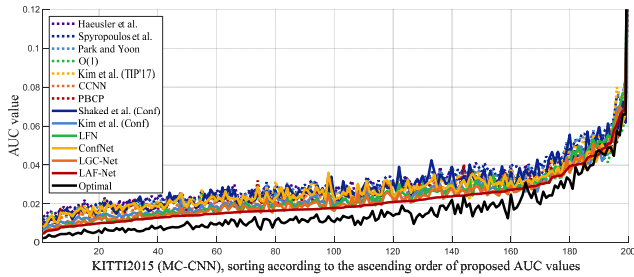 0.12
0.1
0.08
0.06
0.04
0.02
0
AUC value
Haeusler et al.
Spyropoulos et al.
Park and Yoon
O(1)
Kim et al. (TIP'17)
CCNN
PBCP
Shaked et al. (Conf)
Kim et al. (Conf)
LFN
ConfNet
LGC-Net
LAF-Net
Optimal
20 40 60 80 100 120 140 160 180 200
KITTI2015 (MC-CNN), sorting according to the ascending order of proposed AUC values